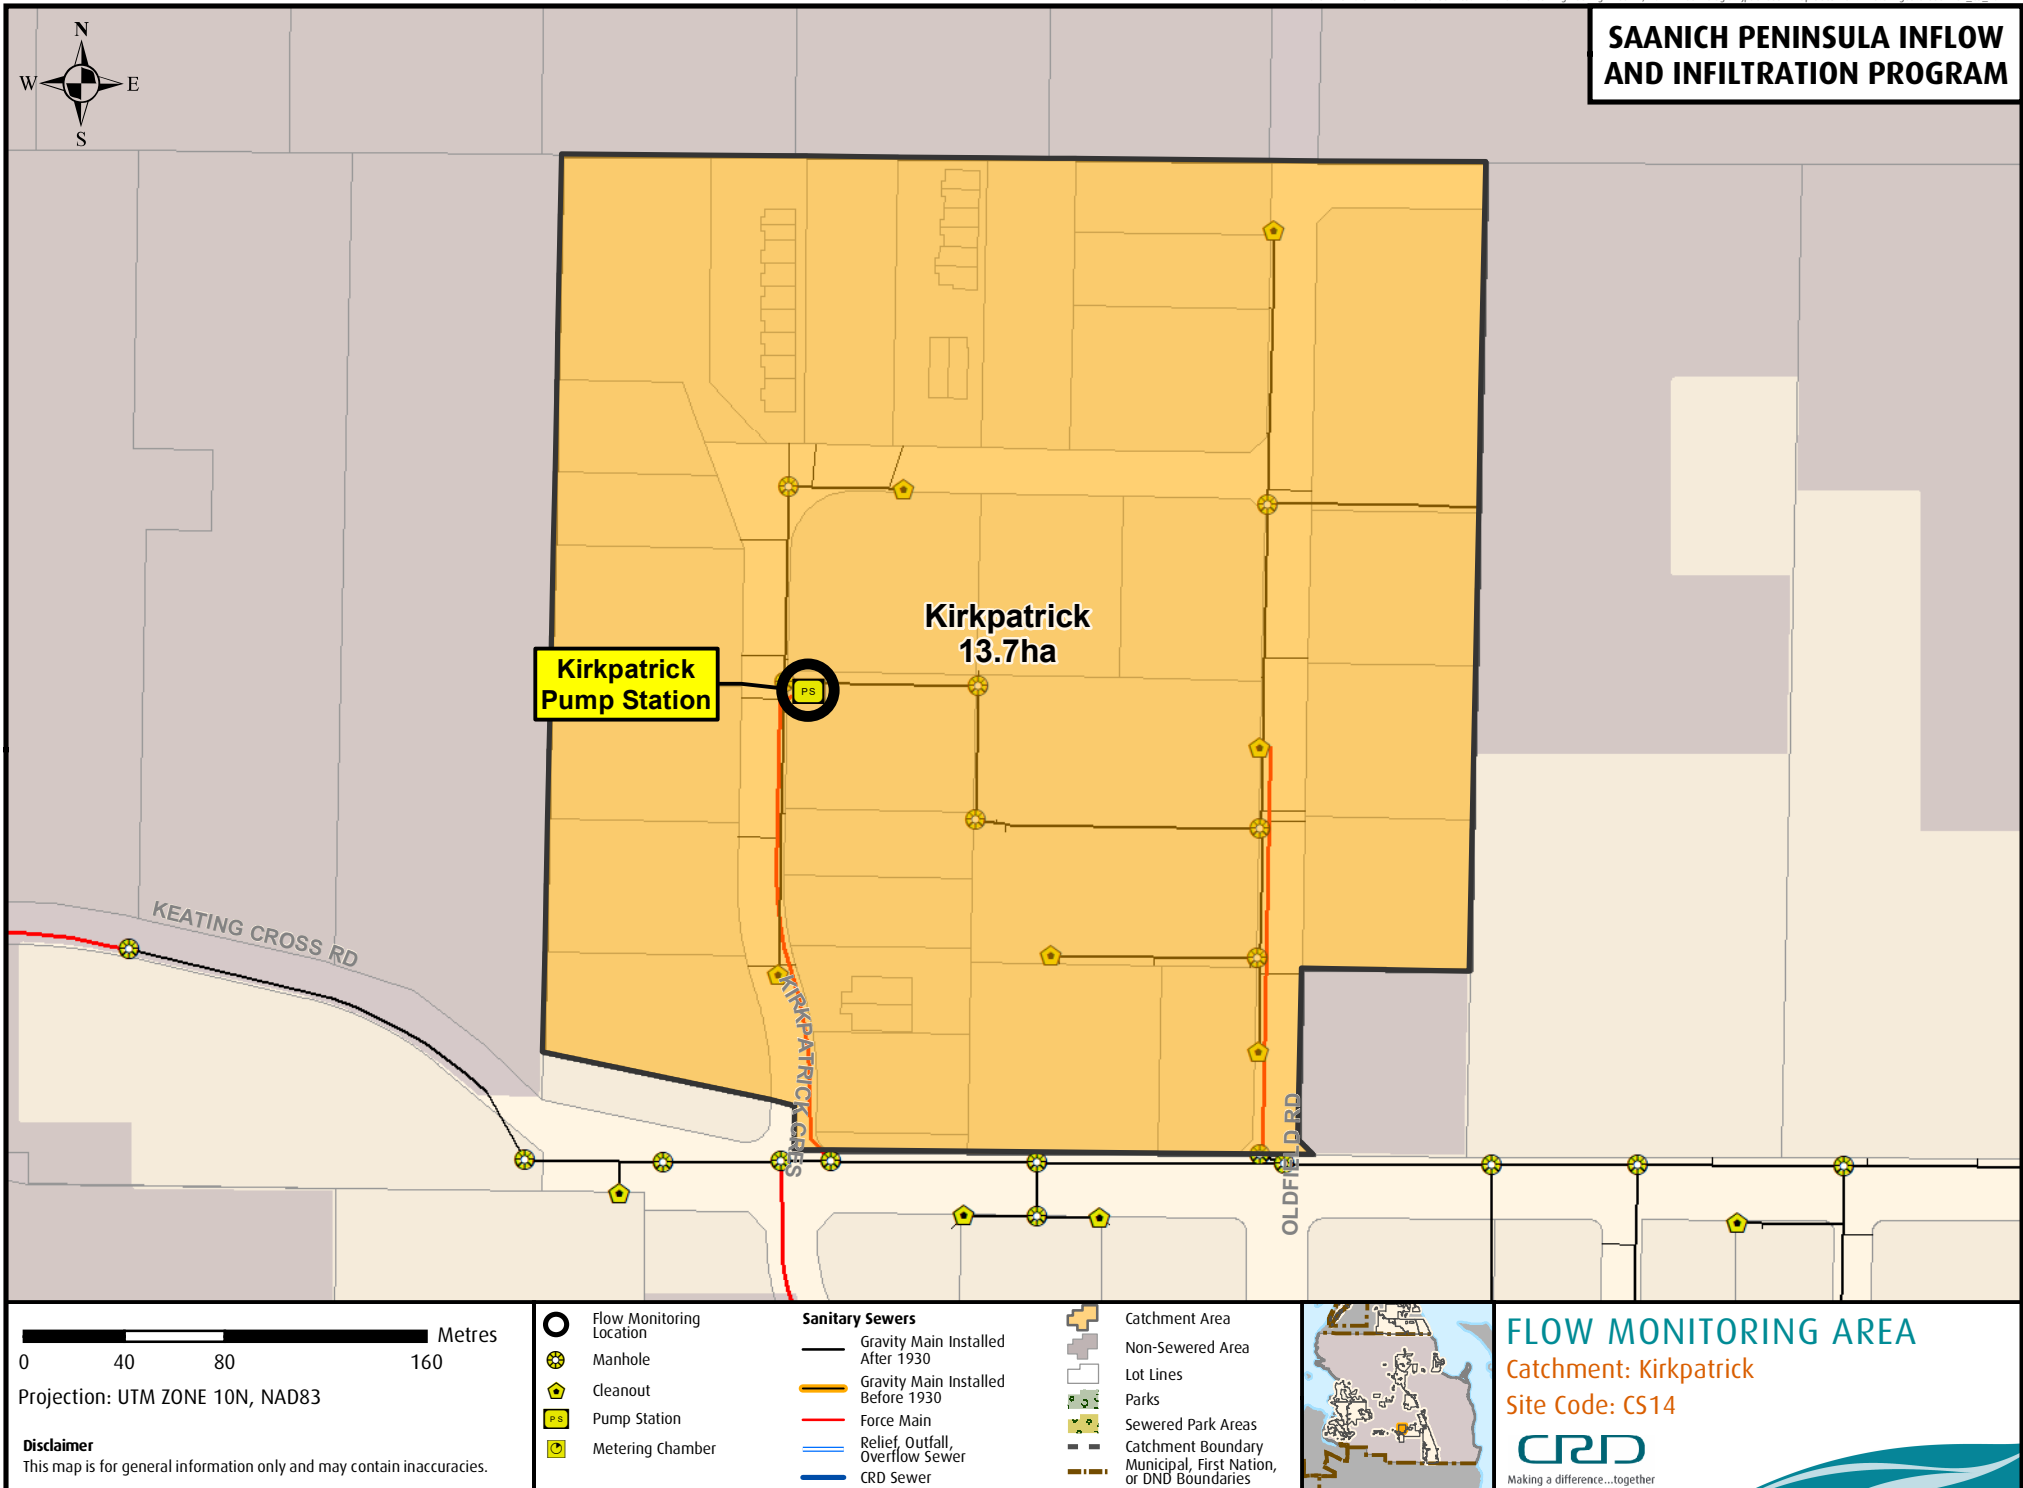 SAANICH PENINSULA INFLOW
AND INFILTRATION PROGRAM
N
W
E
S
Kirkpatrick
13.7ha
Kirkpatrick
Pump Station
PS
KEATING CROSS RD
KIRKPATRICK CRES
OLDFIELD RD
Metres
0
40
80
160
Projection: UTM ZONE 10N, NAD83
Disclaimer
This map is for general information only and may contain inaccuracies.
Flow Monitoring
Location
Manhole
Cleanout
PS
Pump Station
Metering Chamber
Sanitary Sewers
Gravity Main Installed
After 1930
Gravity Main Installed
Before 1930
Force Main
Relief, Outfall,
Overflow Sewer
CRD Sewer
Catchment Area
Non-Sewered Area
Lot Lines
Parks
Sewered Park Areas
Catchment Boundary
Municipal, First Nation,
or DND Boundaries
FLOW MONITORING AREA
Catchment: Kirkpatrick
Site Code: CS14
CRD
Making a difference...together